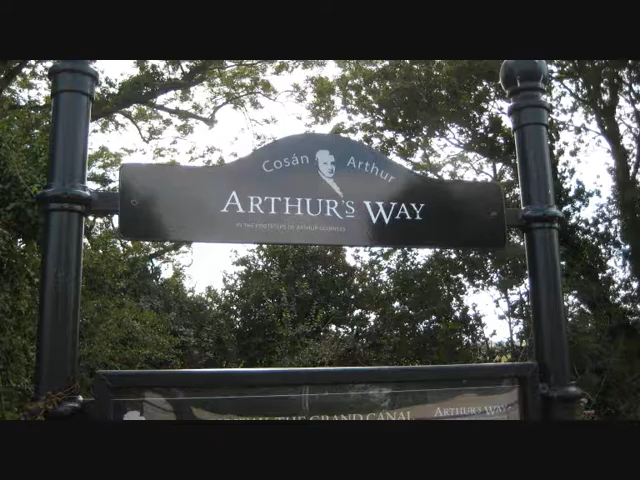 Cosán Arthur
ARTHUR'S WAY
IN THE FOOTSTEPS OF ARTHUR GUINNESS
THE GRAND CANAL
ARTHUR'S WAY